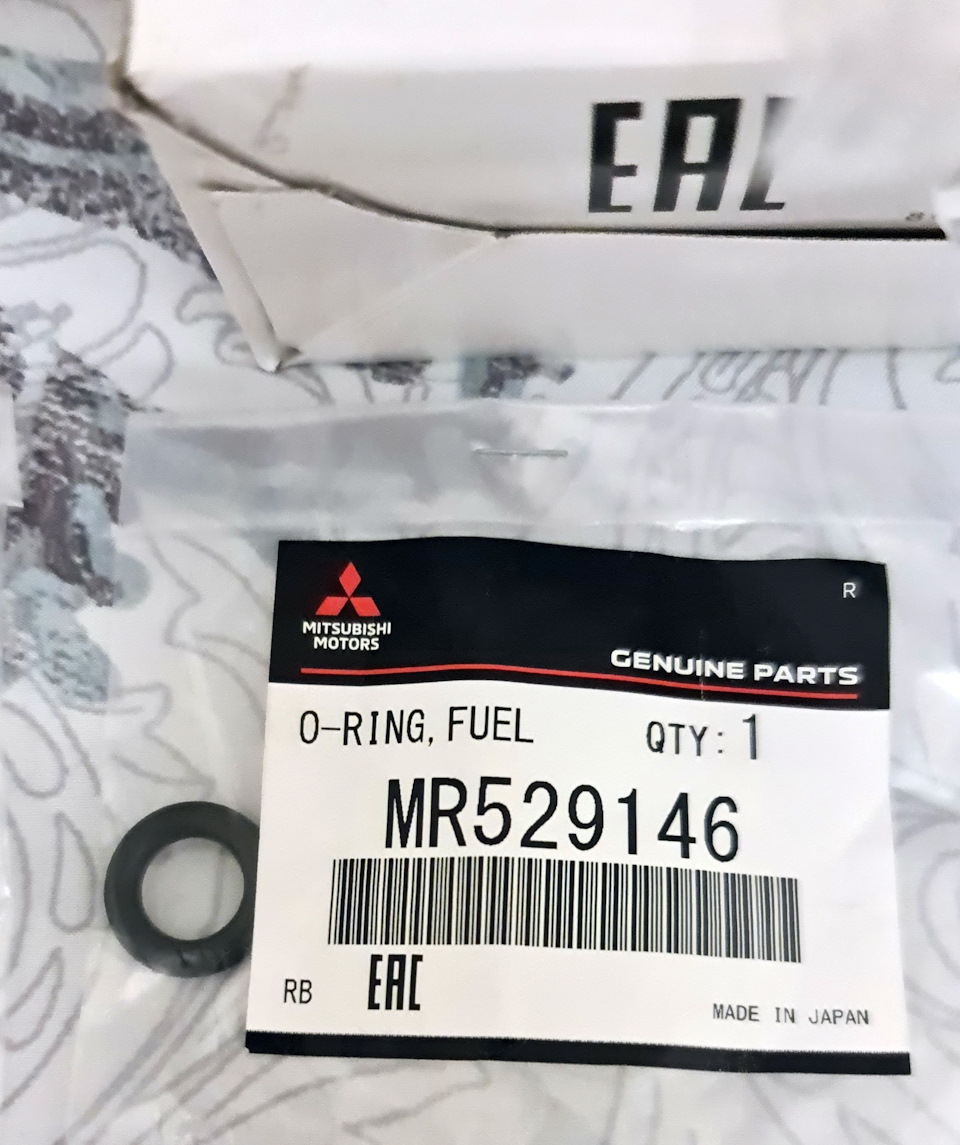 EAC
MITSUBISHI
MOTORS
R
GENUINE PARTS
O-RING, FUEL
QTY: 1
MR529146
RB
EAC
MADE IN JAPAN